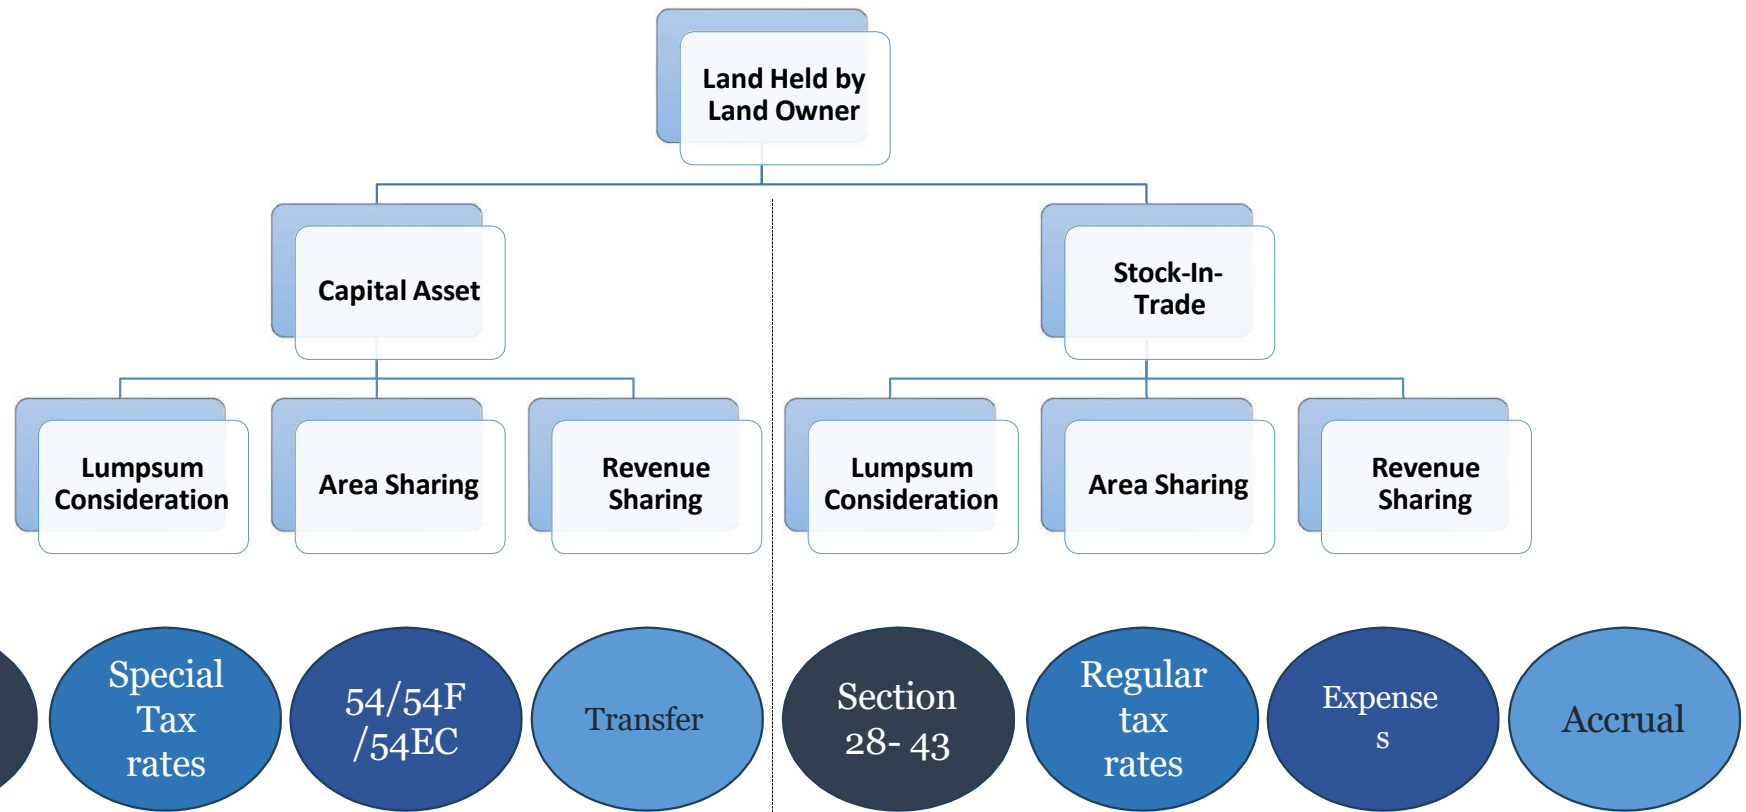 Land Held by
Land Owner
Capital Asset
Stock-In-
Trade
Lumpsum
Consideration
Area Sharing
Revenue
Sharing
Lumpsum
Consideration
Area Sharing
Revenue
Sharing
Special
Tax
rates
54/54F
/54EC
Transfer
Section
28- 43
Regular
tax
rates
Expense
s
Accrual